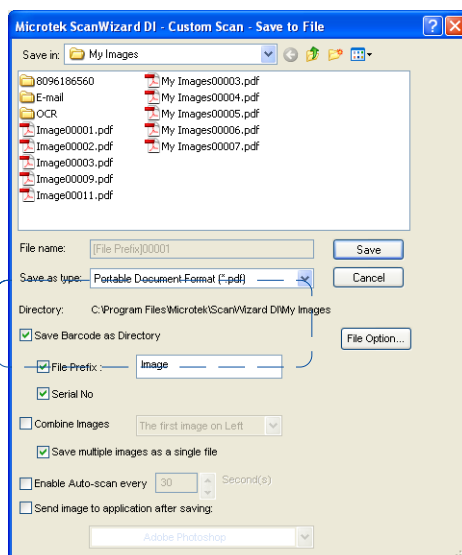 Microtek ScanWizard DI - Custom Scan - Save to File
Save in: My Images
8096186560 My Images00003.pdf
E-mail My Images00004.pdf
OCR My Images00005.pdf
Image00001.pdf My Images00006.pdf
Image00002.pdf My Images00007.pdf
Image00003.pdf
Image00009.pdf
Image00011.pdf
File name: [File Prefix]00001 Save
Save as type: Portable Document Format (*.pdf) Cancel
Directory: C:\Program Files\Microtek\ScanWizard DI\My Images
Save Barcode as Directory File Option...
File Prefix : Image
Serial No
Combine Images The first image on Left
Save multiple images as a single file
Enable Auto-scan every 30 Second(s)
Send image to application after saving:
Adobe Photoshop